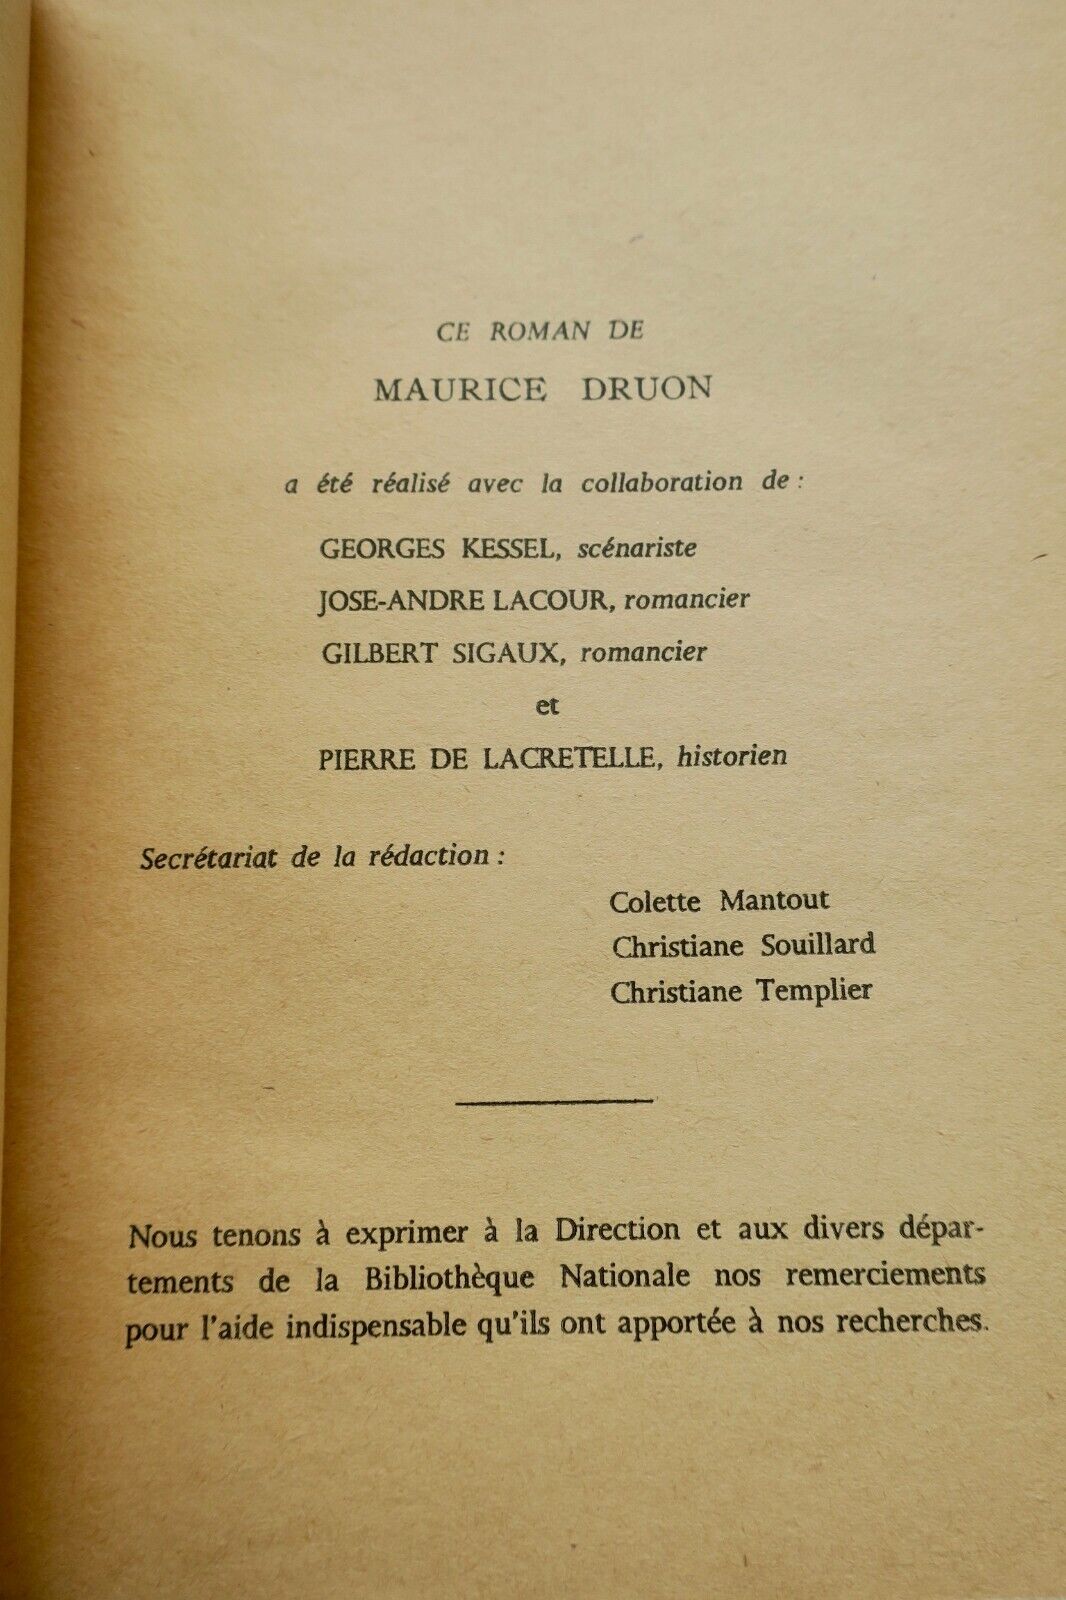 CE ROMAN DE
MAURICE DRUON
a été réalisé avec la collaboration de :
GEORGES KESSEL, scénariste
JOSE-ANDRE LACOUR, romancier
GILBERT SIGAUX, romancier
et
PIERRE DE LACRETELLE, historien
Secrétariat de la rédaction :
Colette Mantout
Christiane Souillard
Christiane Templier
Nous tenons à exprimer à la Direction et aux divers dépar-
tements de la Bibliothèque Nationale nos remerciements
pour l'aide indispensable qu'ils ont apportée à nos recherches.